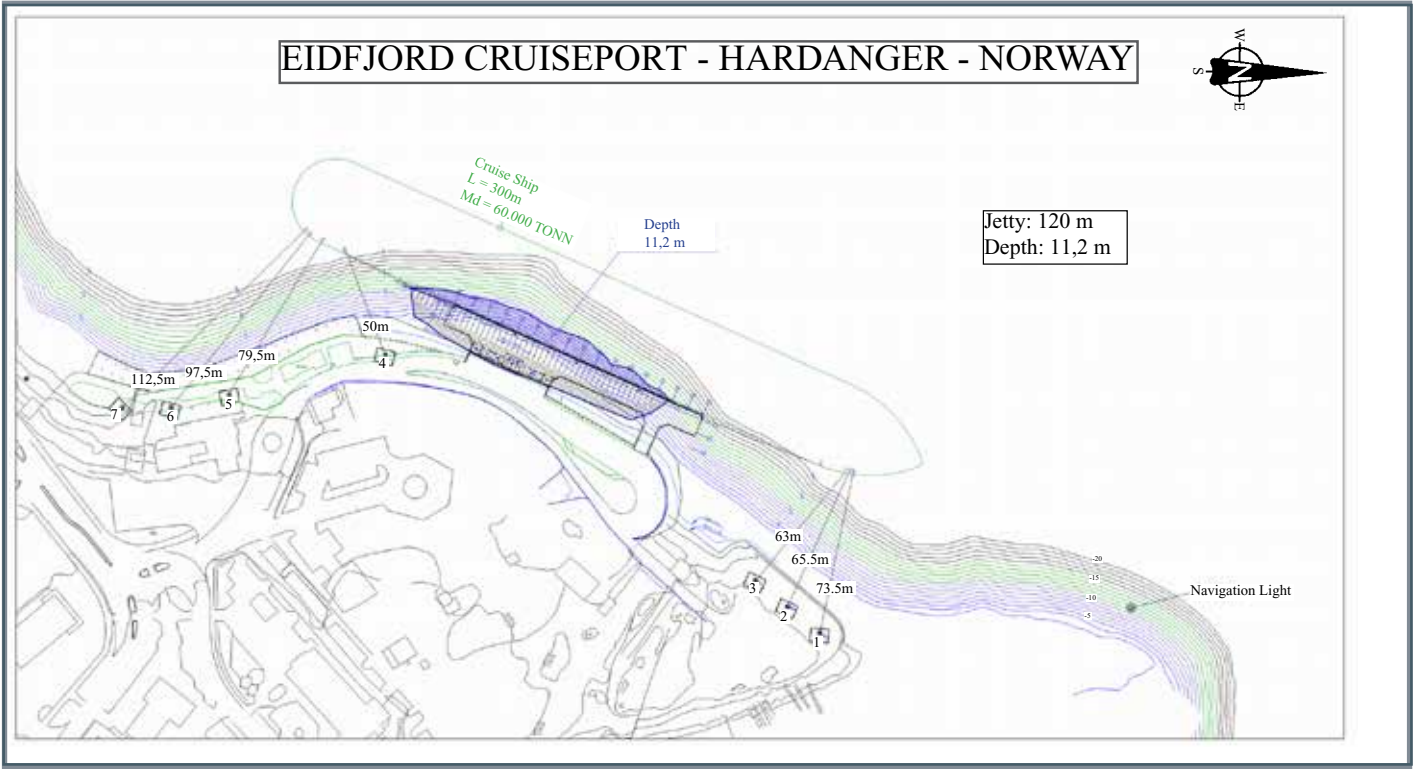 EIDFJORD CRUISEPORT - HARDANGER - NORWAY
W
S
N
E
Cruise Ship
L = 300m
Md = 60.000 TONN
Depth
11,2 m
Jetty: 120 m
Depth: 11,2 m
50m
79,5m
97,5m
112,5m
4
5
6
7
63m
65.5m
73.5m
3
2
1
-20
-15
-10
-5
Navigation Light